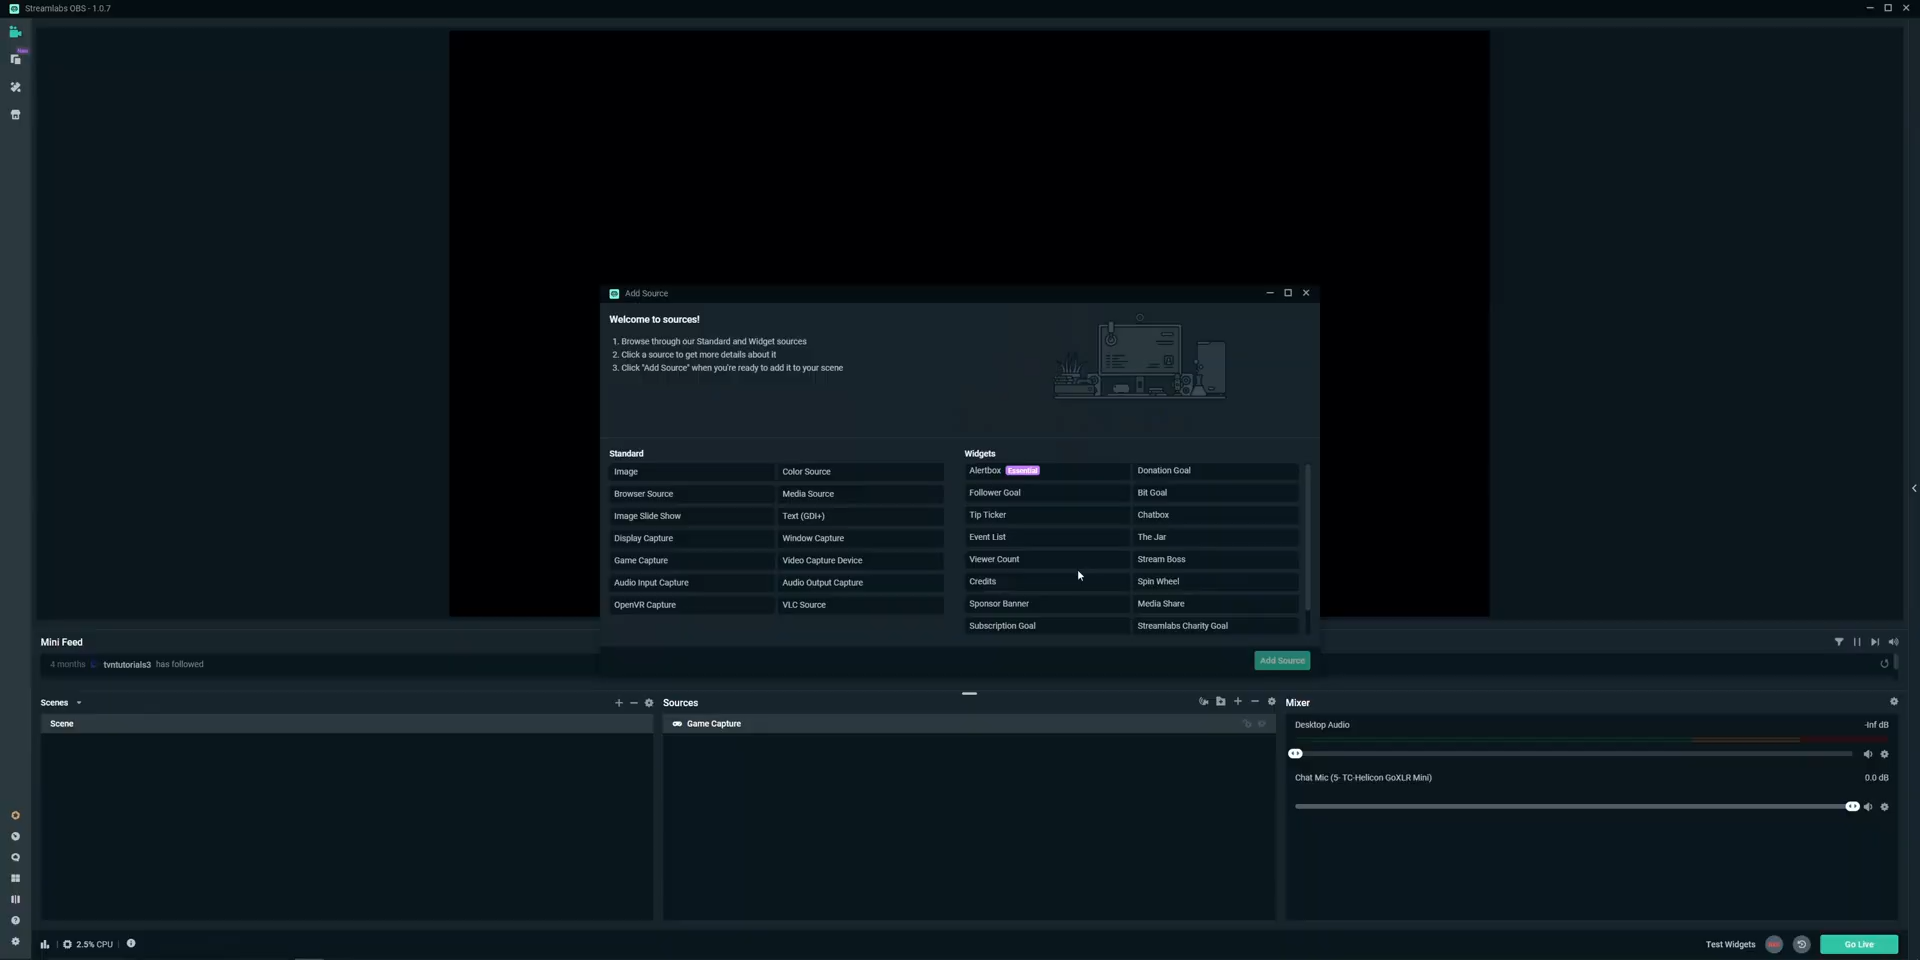 Streamlabs OBS - 1.0.7
New
Add Source
Welcome to sources!
1. Browse through our Standard and Widget sources
2. Click a source to get more details about it
3. Click "Add Source" when you're ready to add it to your scene
Standard
Image
Color Source
Browser Source
Media Source
Image Slide Show
Text (GDI+)
Display Capture
Window Capture
Game Capture
Video Capture Device
Audio Input Capture
Audio Output Capture
OpenVR Capture
VLC Source
Widgets
Alertbox Essential
Donation Goal
Follower Goal
Bit Goal
Tip Ticker
Chatbox
Event List
The Jar
Viewer Count
Stream Boss
Credits
Spin Wheel
Sponsor Banner
Media Share
Subscription Goal
Streamlabs Charity Goal
Add Source
Mini Feed
4 months tvntutorials3 has followed
Scenes
Scene
Sources
Game Capture
Mixer
Desktop Audio -Inf dB
Chat Mic (5- TC-Helicon GoXLR Mini) 0.0 dB
2.5% CPU
Test Widgets
REC
Go Live